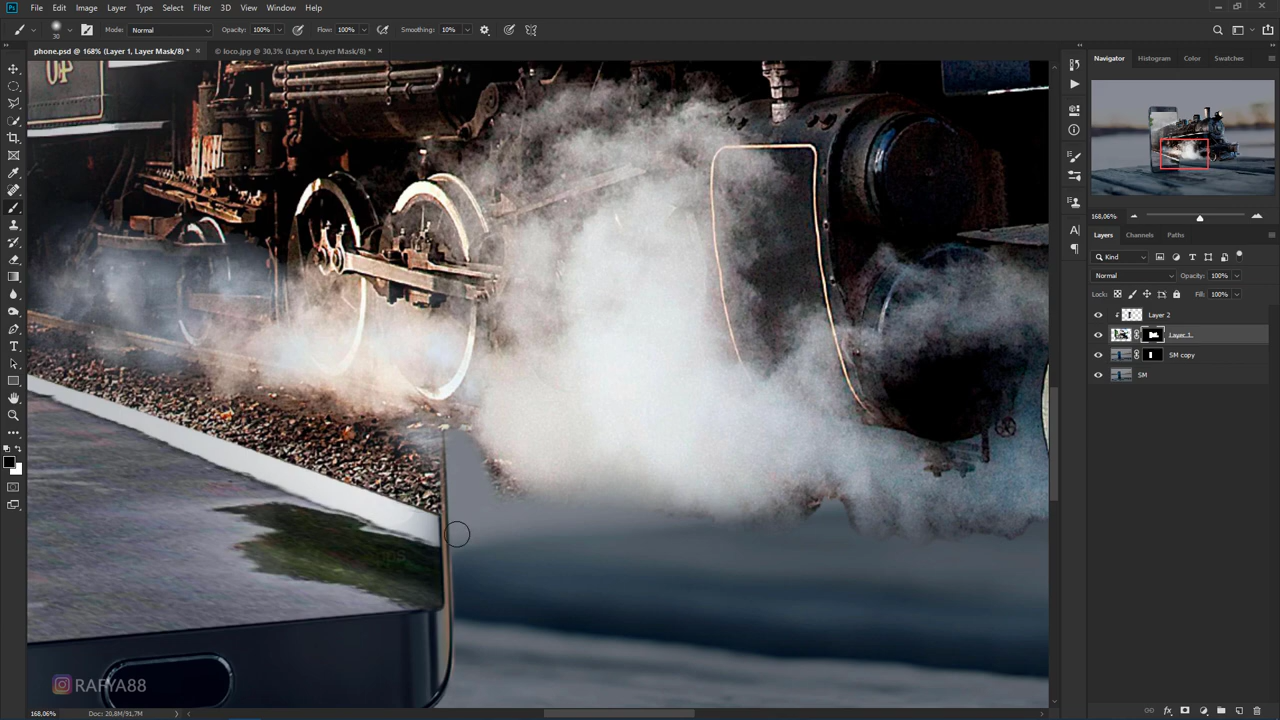 Ps File Edit Image Layer Type Select Filter 3D View Window Help
30 Mode: Normal Opacity: 100% Flow: 100% Smoothing: 10%
phone.psd @ 168% (Layer 1, Layer Mask/8) * × © loco.jpg @ 30,3% (Layer 0, Layer Mask/8) * ×
Navigator Histogram Color Swatches
168,06%
Layers Channels Paths
Kind
Normal Opacity: 100%
Lock: Fill: 100%
Layer 2
Layer 1
SM copy
SM
RAFYA88
168,06% Doc: 20,8M/91,7M